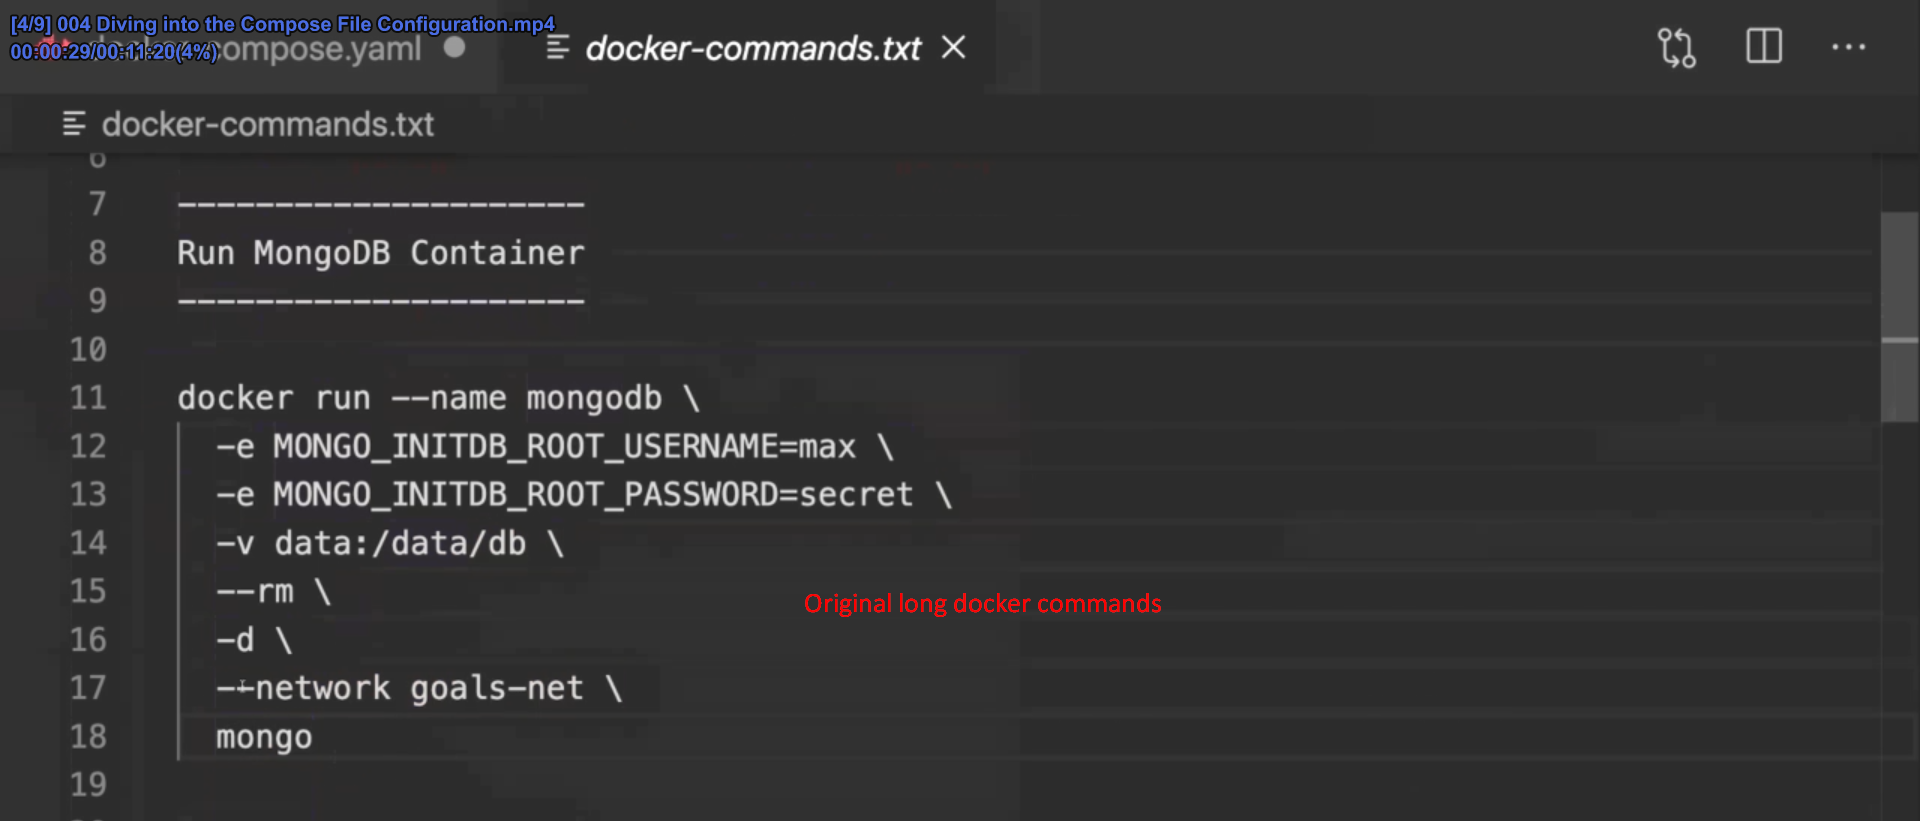 [4/9] 004 Diving into the Compose File Configuration.mp4
00:00:29/00:11:20(4%)
compose.yaml
docker-commands.txt
docker-commands.txt
6
7 ---------------------
8 Run MongoDB Container
9 ---------------------
10
11 docker run --name mongodb \
12 -e MONGO_INITDB_ROOT_USERNAME=max \
13 -e MONGO_INITDB_ROOT_PASSWORD=secret \
14 -v data:/data/db \
15 --rm \
Original long docker commands
16 -d \
17 --network goals-net \
18 mongo
19